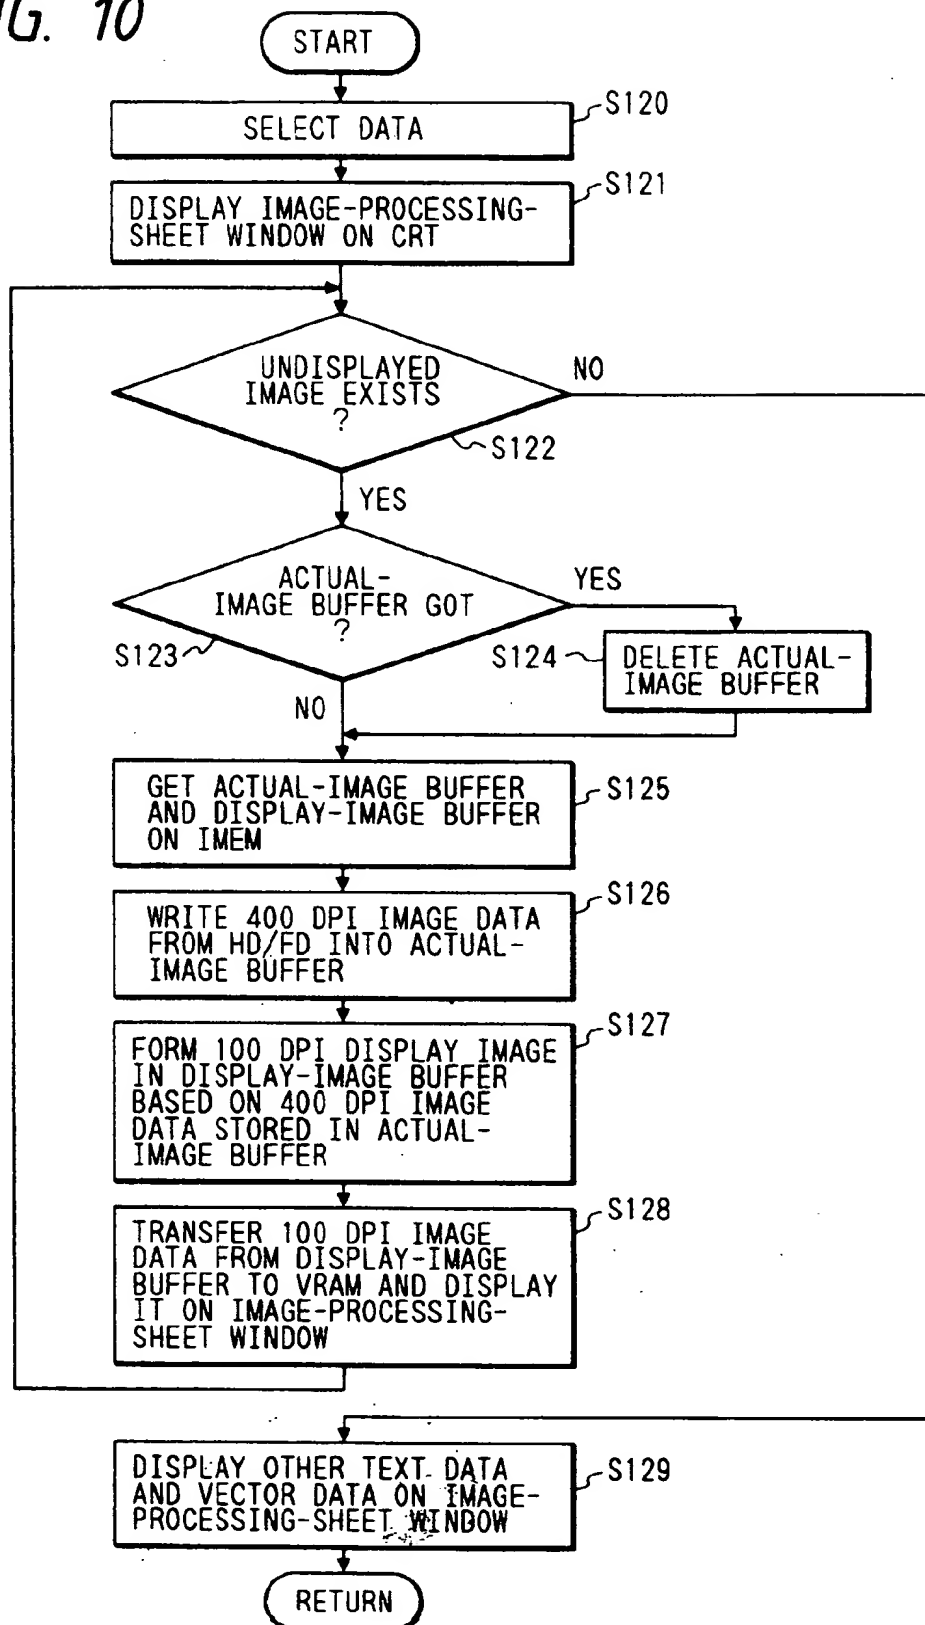 IG. 10
START
SELECT DATA
S120
DISPLAY IMAGE-PROCESSING-
SHEET WINDOW ON CRT
S121
UNDISPLAYED
IMAGE EXISTS
?
NO
S122
YES
ACTUAL-
IMAGE BUFFER GOT
?
YES
S123
S124
DELETE ACTUAL-
IMAGE BUFFER
NO
GET ACTUAL-IMAGE BUFFER
AND DISPLAY-IMAGE BUFFER
ON IMEM
S125
WRITE 400 DPI IMAGE DATA
FROM HD/FD INTO ACTUAL-
IMAGE BUFFER
S126
FORM 100 DPI DISPLAY IMAGE
IN DISPLAY-IMAGE BUFFER
BASED ON 400 DPI IMAGE
DATA STORED IN ACTUAL-
IMAGE BUFFER
S127
TRANSFER 100 DPI IMAGE
DATA FROM DISPLAY-IMAGE
BUFFER TO VRAM AND DISPLAY
IT ON IMAGE-PROCESSING-
SHEET WINDOW
S128
DISPLAY OTHER TEXT DATA
AND VECTOR DATA ON IMAGE-
PROCESSING-SHEET WINDOW
S129
RETURN